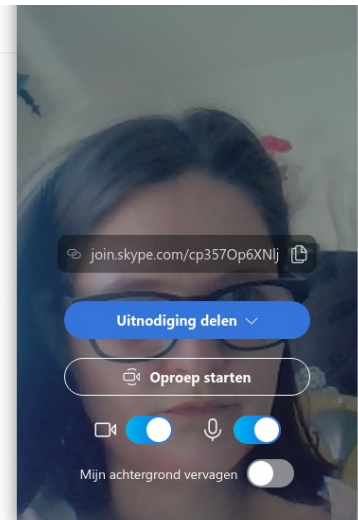 join.skype.com/cp357Op6XNlj
Uitnodiging delen
Oproep starten
Mijn achtergrond vervagen